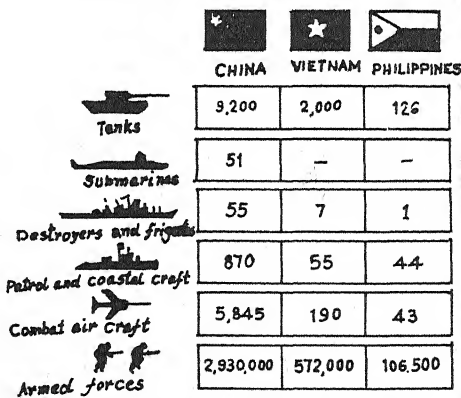 CHINA VIETNAM PHILIPPINES
Tanks 9,200 2,000 126
Submarines 51 — —
Destroyers and frigates 55 7 1
Patrol and coastal craft 870 55 44
Combat air craft 5,845 190 43
Armed forces 2,930,000 572,000 106.500